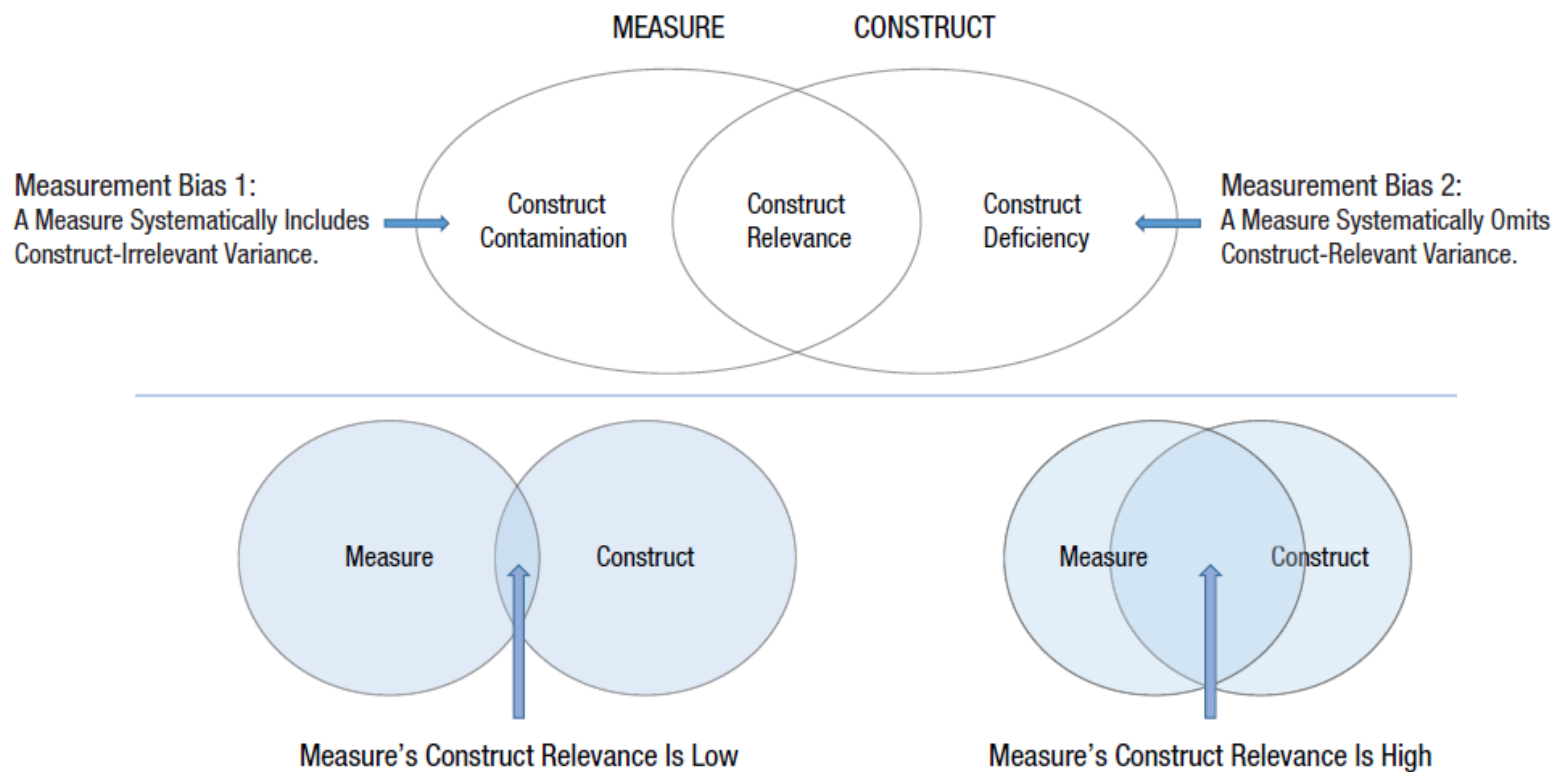 MEASURE
CONSTRUCT
Measurement Bias 1:
A Measure Systematically Includes
Construct-Irrelevant Variance.
Construct
Contamination
Construct
Relevance
Construct
Deficiency
Measurement Bias 2:
A Measure Systematically Omits
Construct-Relevant Variance.
Measure
Construct
Measure
Construct
Measure’s Construct Relevance Is Low
Measure’s Construct Relevance Is High